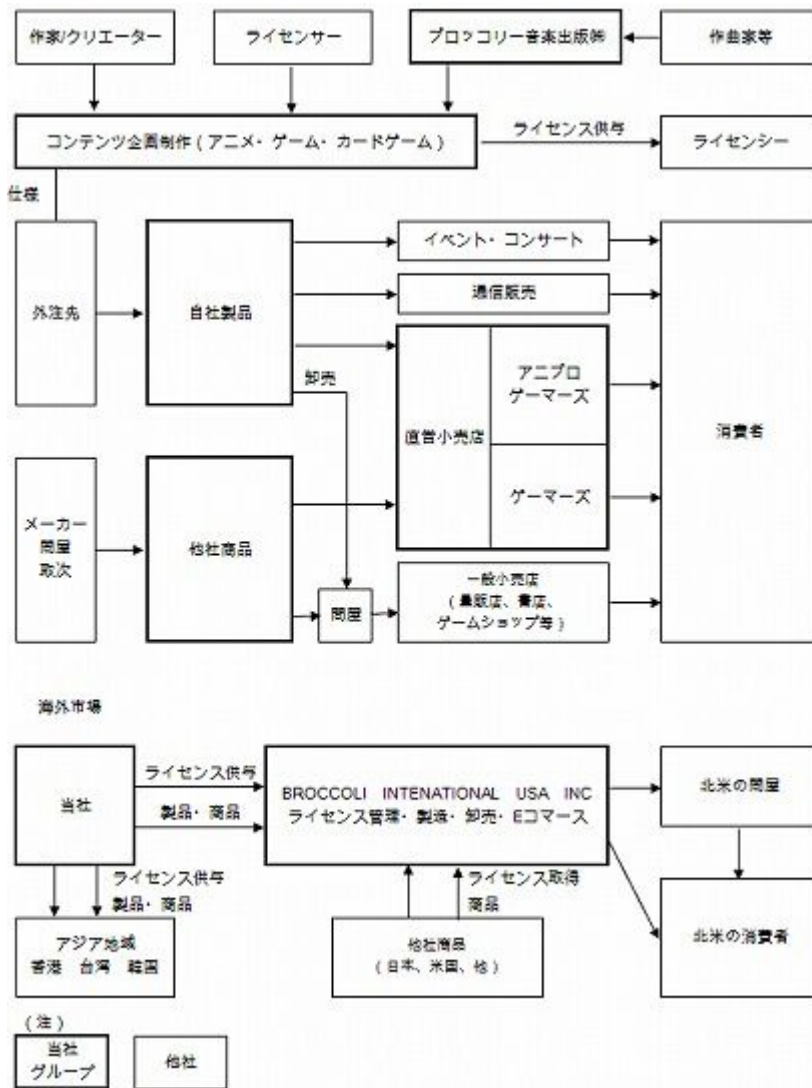 作家/クリエーター
ライセンサー
ブロッコリー音楽出版㈱
作曲家等
コンテンツ企画制作（アニメ・ゲーム・カードゲーム）
ライセンス供与
ライセンシー
仕様
外注先
自社製品
イベント・コンサート
通信販売
卸売
直営小売店
アニブロ
ゲーマーズ
ゲーマーズ
消費者
メーカー
問屋
取次
他社商品
問屋
一般小売店
（量販店、書店、
ゲームショップ等）
海外市場
当社
ライセンス供与
製品・商品
BROCCOLI INTENATIONAL USA INC
ライセンス管理・製造・卸売・Eコマース
北米の問屋
ライセンス供与
製品・商品
ライセンス取得
商品
アジア地域
香港 台湾 韓国
他社商品
（日本、米国、他）
北米の消費者
（注）
当社
グループ
他社